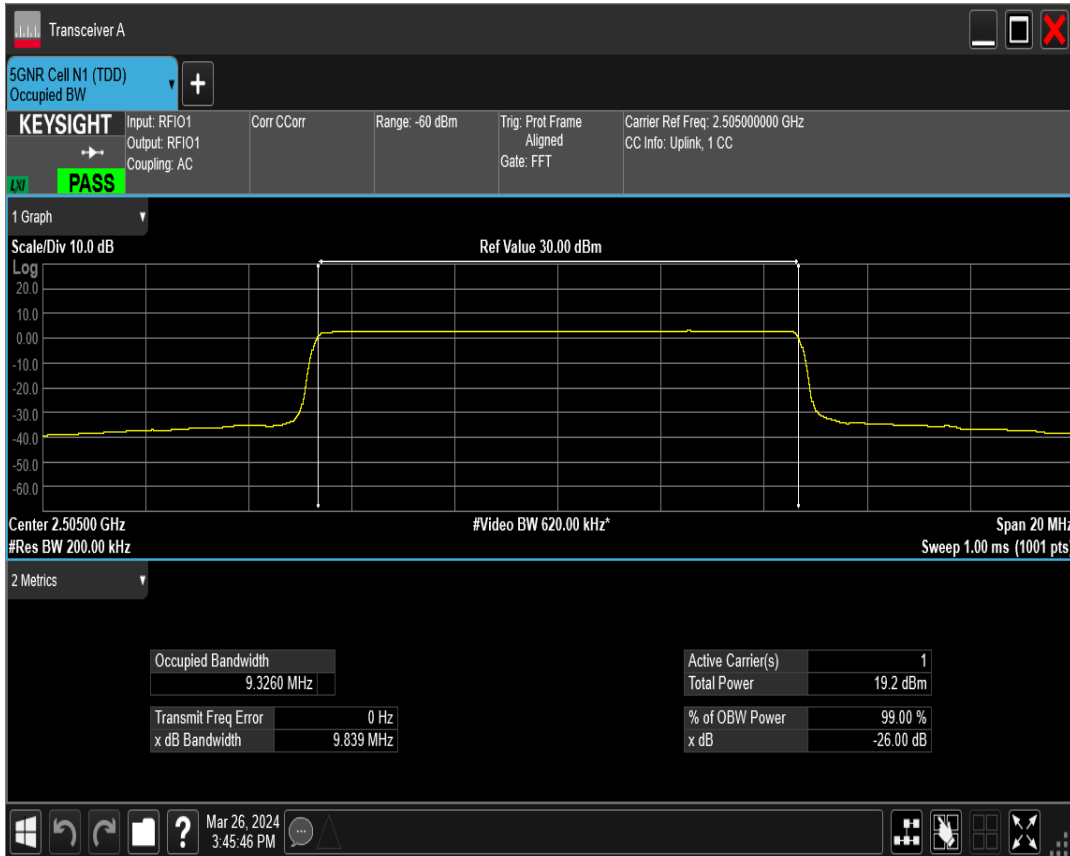 Transceiver A
5GNR Cell N1 (TDD)
Occupied BW
+
KEYSIGHT
LXI
PASS
Input: RFIO1
Output: RFIO1
Coupling: AC
Corr CCorr
Range: -60 dBm
Trig: Prot Frame
Aligned
Gate: FFT
Carrier Ref Freq: 2.505000000 GHz
CC Info: Uplink, 1 CC
1 Graph
Scale/Div 10.0 dB
Ref Value 30.00 dBm
Log
20.0
10.0
0.00
-10.0
-20.0
-30.0
-40.0
-50.0
-60.0
Center 2.50500 GHz
#Video BW 620.00 kHz*
Span 20 MHz
#Res BW 200.00 kHz
Sweep 1.00 ms (1001 pts)
2 Metrics
Occupied Bandwidth
9.3260 MHz
Transmit Freq Error 0 Hz
x dB Bandwidth 9.839 MHz
Active Carrier(s) 1
Total Power 19.2 dBm
% of OBW Power 99.00 %
x dB -26.00 dB
?
Mar 26, 2024
3:45:46 PM